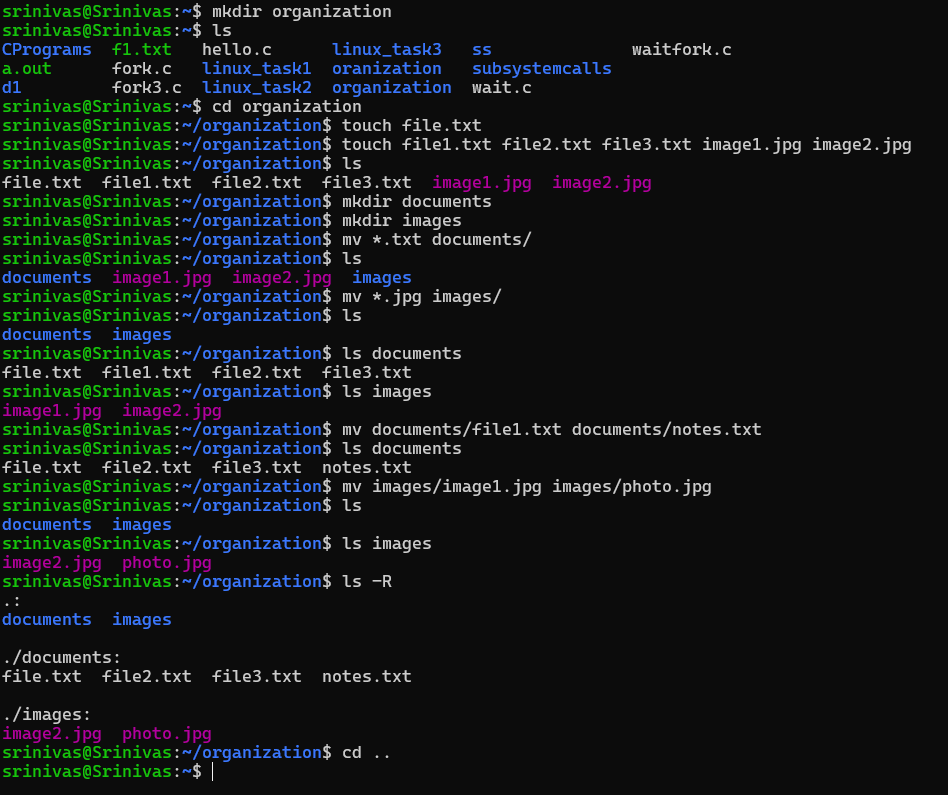 srinivas@Srinivas:~$ mkdir organization
srinivas@Srinivas:~$ ls
CPrograms  f1.txt   hello.c      linux_task3   ss             waitfork.c
a.out      fork.c   linux_task1  oranization   subsystemcalls
d1         fork3.c  linux_task2  organization  wait.c
srinivas@Srinivas:~$ cd organization
srinivas@Srinivas:~/organization$ touch file.txt
srinivas@Srinivas:~/organization$ touch file1.txt file2.txt file3.txt image1.jpg image2.jpg
srinivas@Srinivas:~/organization$ ls
file.txt  file1.txt  file2.txt  file3.txt  image1.jpg  image2.jpg
srinivas@Srinivas:~/organization$ mkdir documents
srinivas@Srinivas:~/organization$ mkdir images
srinivas@Srinivas:~/organization$ mv *.txt documents/
srinivas@Srinivas:~/organization$ ls
documents  image1.jpg  image2.jpg  images
srinivas@Srinivas:~/organization$ mv *.jpg images/
srinivas@Srinivas:~/organization$ ls
documents  images
srinivas@Srinivas:~/organization$ ls documents
file.txt  file1.txt  file2.txt  file3.txt
srinivas@Srinivas:~/organization$ ls images
image1.jpg  image2.jpg
srinivas@Srinivas:~/organization$ mv documents/file1.txt documents/notes.txt
srinivas@Srinivas:~/organization$ ls documents
file.txt  file2.txt  file3.txt  notes.txt
srinivas@Srinivas:~/organization$ mv images/image1.jpg images/photo.jpg
srinivas@Srinivas:~/organization$ ls
documents  images
srinivas@Srinivas:~/organization$ ls images
image2.jpg  photo.jpg
srinivas@Srinivas:~/organization$ ls -R
.:
documents  images
./documents:
file.txt  file2.txt  file3.txt  notes.txt
./images:
image2.jpg  photo.jpg
srinivas@Srinivas:~/organization$ cd ..
srinivas@Srinivas:~$